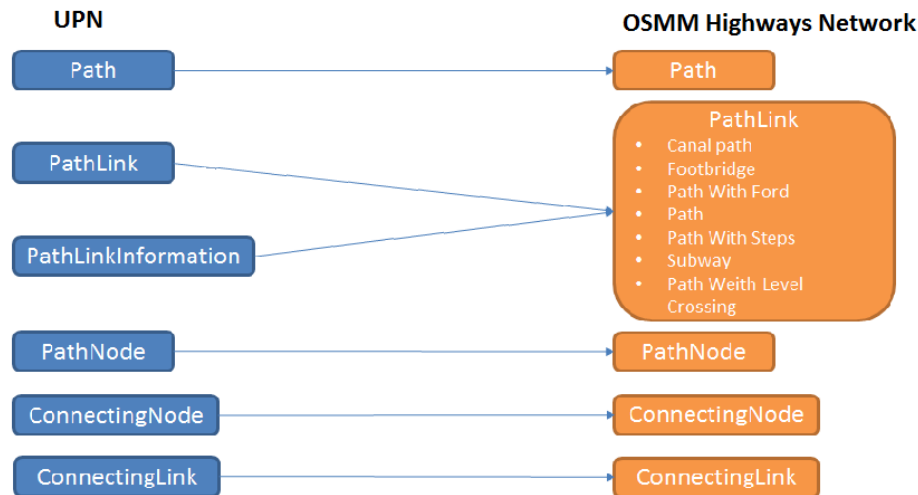 UPN
OSMM Highways Network
Path
Path
PathLink
PathLinkInformation
PathLink
• Canal path
• Footbridge
• Path With Ford
• Path
• Path With Steps
• Subway
• Path Weith Level
Crossing
PathNode
PathNode
ConnectingNode
ConnectingNode
ConnectingLink
ConnectingLink